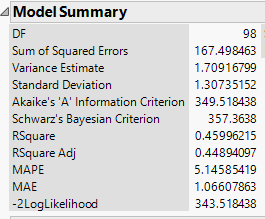 Model Summary
DF 98
Sum of Squared Errors 167.498463
Variance Estimate 1.70916799
Standard Deviation 1.30735152
Akaike's 'A' Information Criterion 349.518438
Schwarz's Bayesian Criterion 357.3638
RSquare 0.45996215
RSquare Adj 0.44894097
MAPE 5.14585419
MAE 1.06607863
-2LogLikelihood 343.518438